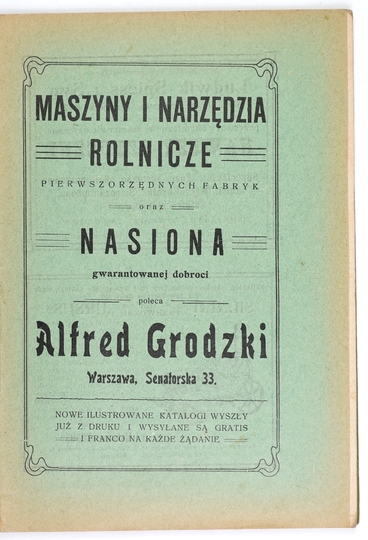 MASZYNY I NARZĘDZIA
ROLNICZE
PIERWSZORZĘDNYCH FABRYK
oraz
NASIONA
gwarantowanej dobroci
poleca
Alfred Grodzki
Warszawa, Senatorska 33.
NOWE ILUSTROWANE KATALOGI WYSZŁY
JUŻ Z DRUKU I WYSYŁANE SĄ GRATIS
I FRANCO NA KAŻDE ŻĄDANIE